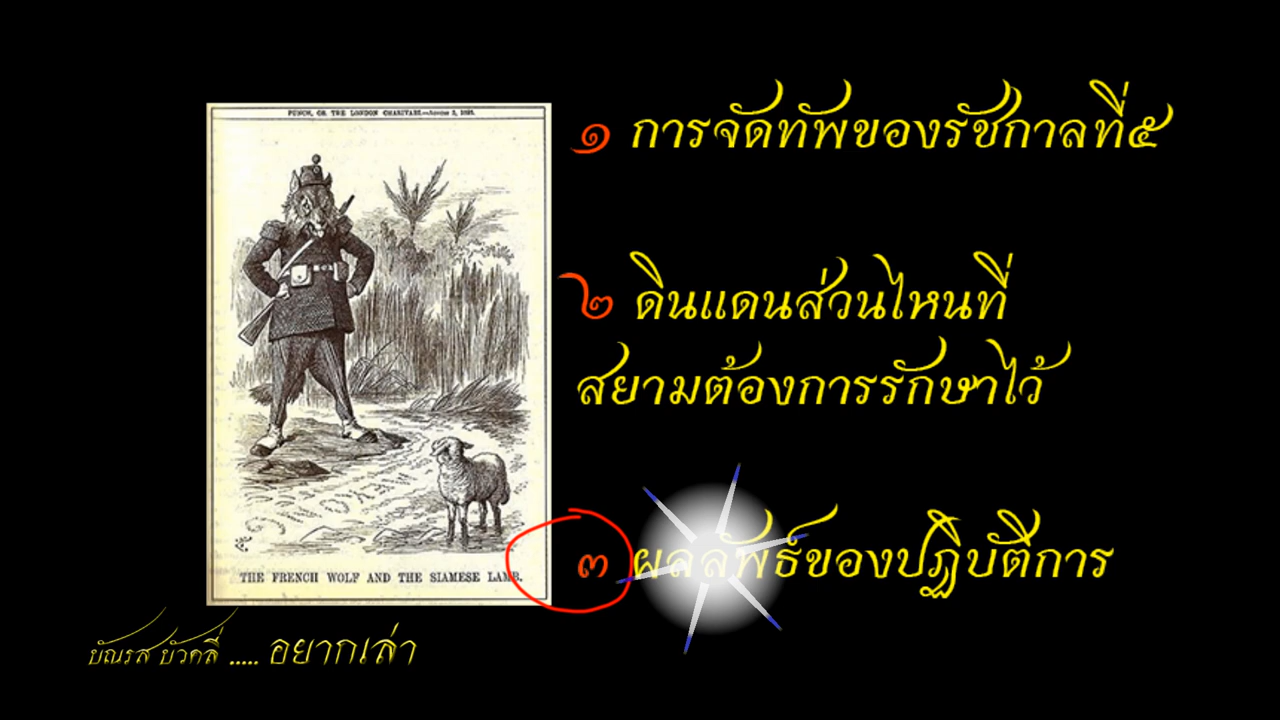 PUNCH, OR THE LONDON CHARIVARI.—AUGUST 5, 1893.
๑ การจัดทัพของรัชกาลที่๕
๒ ดินแดนส่วนไหนที่
สยามต้องการรักษาไว้
MEKONG
๓ ผลลัพธ์ของปฏิบัติการ
THE FRENCH WOLF AND THE SIAMESE LAMB.
บัณรส บัวคลี่ ..... อยากเล่า